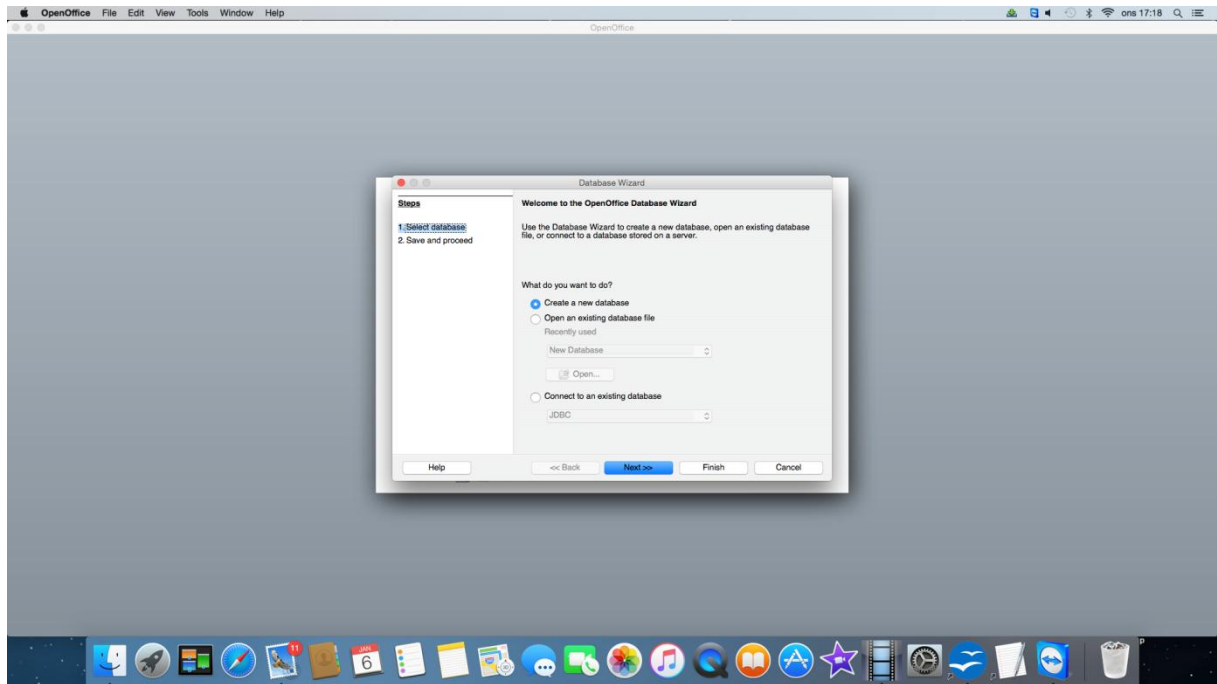 OpenOffice File Edit View Tools Window Help
ons 17:18
OpenOffice
Database Wizard
Steps
1. Select database
2. Save and proceed
Welcome to the OpenOffice Database Wizard
Use the Database Wizard to create a new database, open an existing database
file, or connect to a database stored on a server.
What do you want to do?
Create a new database
Open an existing database file
Recently used
New Database
Open...
Connect to an existing database
JDBC
Help
<< Back
Next >>
Finish
Cancel
11
JAN
6
P